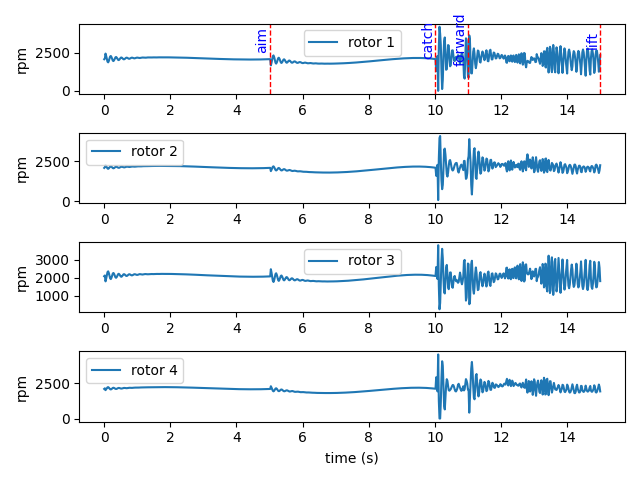 aim
catch
forward
lift
rpm
2500
0
rotor 1
0 2 4 6 8 10 12 14
rpm
2500
0
rotor 2
0 2 4 6 8 10 12 14
rpm
3000
2000
1000
rotor 3
0 2 4 6 8 10 12 14
rpm
2500
0
rotor 4
0 2 4 6 8 10 12 14
time (s)